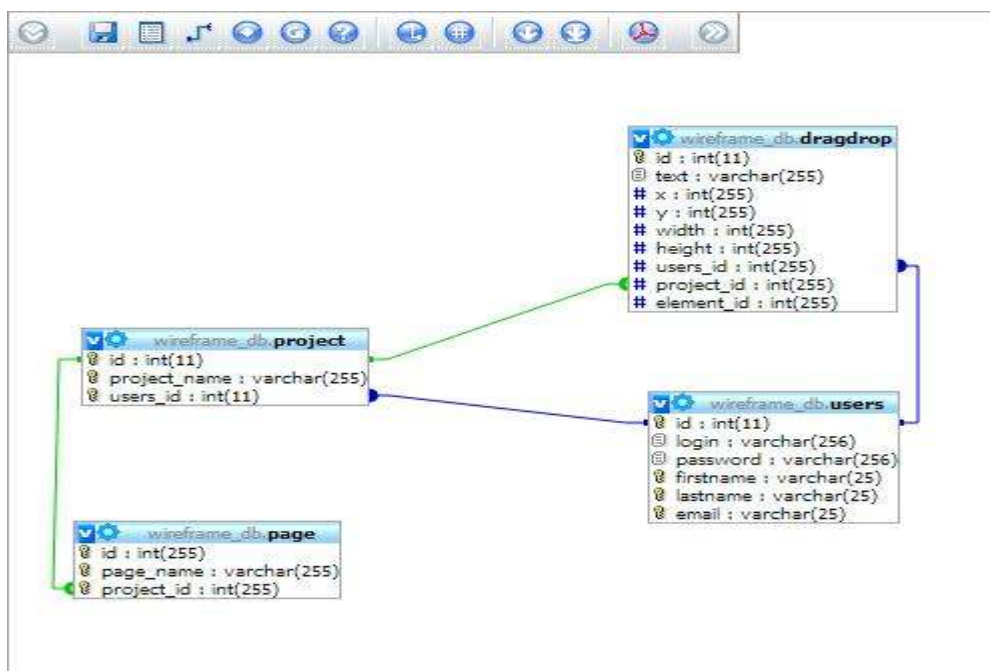 wireframe_db.dragdrop
id : int(11)
text : varchar(255)
x : int(255)
y : int(255)
width : int(255)
height : int(255)
users_id : int(255)
project_id : int(255)
element_id : int(255)
wireframe_db.project
id : int(11)
project_name : varchar(255)
users_id : int(11)
wireframe_db.users
id : int(11)
login : varchar(256)
password : varchar(256)
firstname : varchar(25)
lastname : varchar(25)
email : varchar(25)
wireframe_db.page
id : int(255)
page_name : varchar(255)
project_id : int(255)